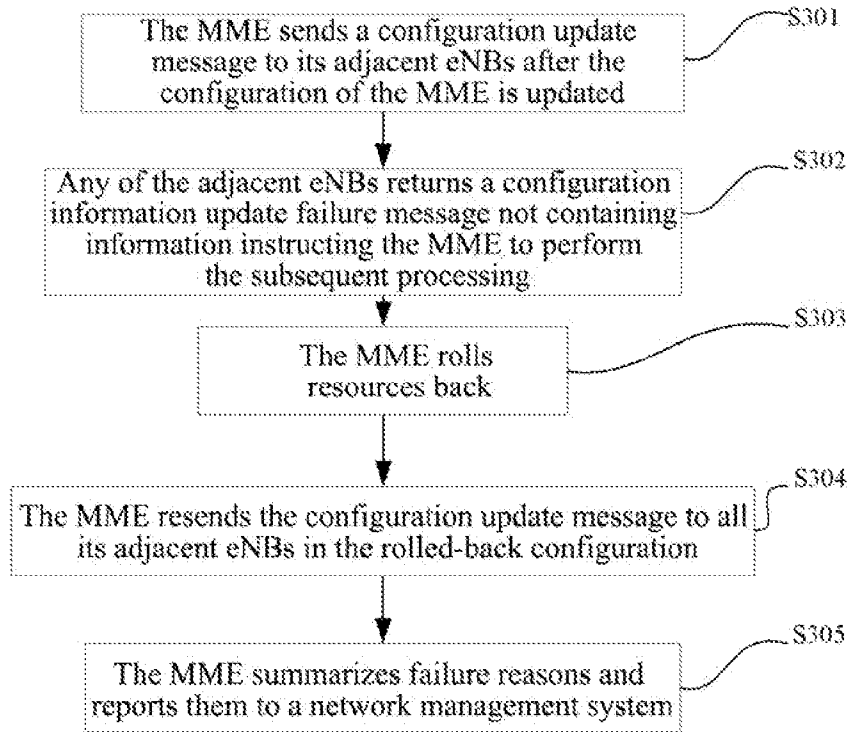 The MME sends a configuration update
message to its adjacent eNBs after the
configuration of the MME is updated
S301
Any of the adjacent eNBs returns a configuration
information update failure message not containing
information instructing the MME to perform
the subsequent processing
S302
The MME rolls
resources back
S303
The MME resends the configuration update message to all
its adjacent eNBs in the rolled-back configuration
S304
The MME summarizes failure reasons and
reports them to a network management system
S305